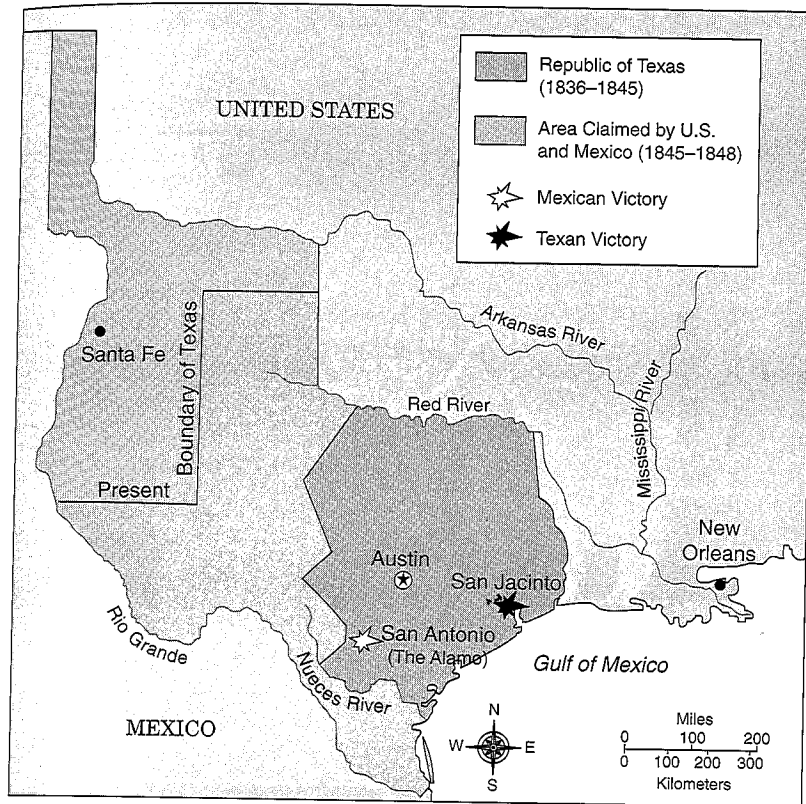 UNITED STATES
Republic of Texas
(1836–1845)
Area Claimed by U.S.
and Mexico (1845–1848)
Mexican Victory
Texan Victory
Santa Fe
Boundary of Texas
Present
Arkansas River
Mississippi River
Red River
New
Orleans
Austin
San Jacinto
San Antonio
(The Alamo)
Rio Grande
Nueces River
Gulf of Mexico
MEXICO
N
W
E
S
Miles
0 100 200
0 100 200 300
Kilometers